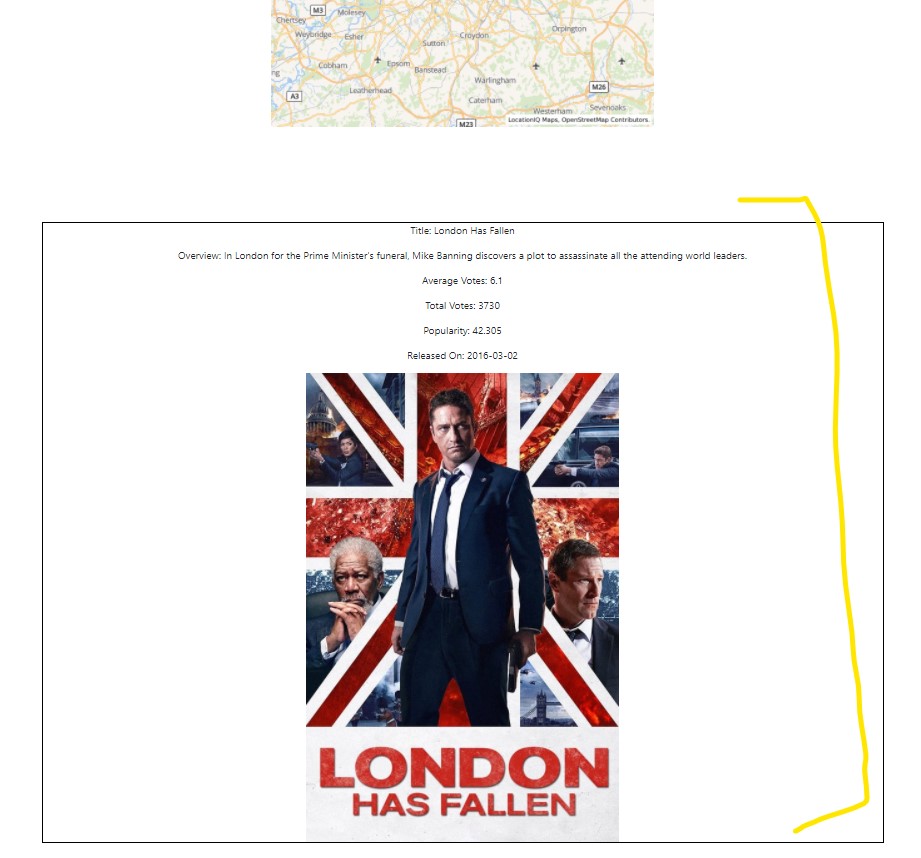 M3
Molesey
Chertsey
Weybridge
Esher
Croydon
Orpington
Sutton
Cobham
Epsom
Banstead
ng
Warlingham
Leatherhead
M26
A3
Caterham
Westerham
Sevenoaks
M23
LocationIQ Maps, OpenStreetMap Contributors.
Title: London Has Fallen
Overview: In London for the Prime Minister's funeral, Mike Banning discovers a plot to assassinate all the attending world leaders.
Average Votes: 6.1
Total Votes: 3730
Popularity: 42.305
Released On: 2016-03-02
LONDON
HAS FALLEN